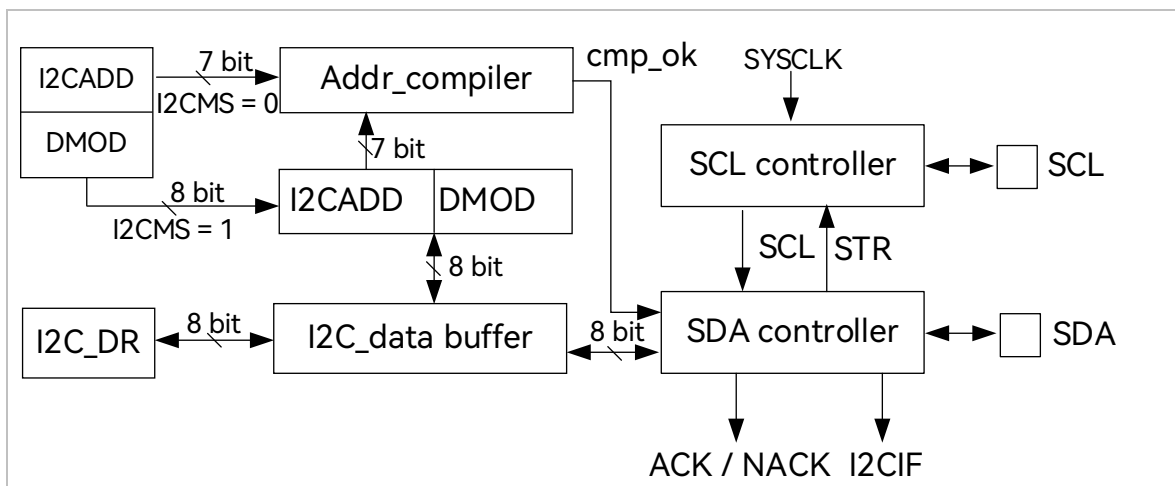 I2CADD
DMOD
7 bit
I2CMS = 0
Addr_compiler
cmp_ok
SYSCLK
7 bit
8 bit
I2CMS = 1
I2CADD
DMOD
SCL controller
SCL
SCL
STR
8 bit
I2C_DR
8 bit
I2C_data buffer
8 bit
SDA controller
SDA
ACK / NACK
I2CIF